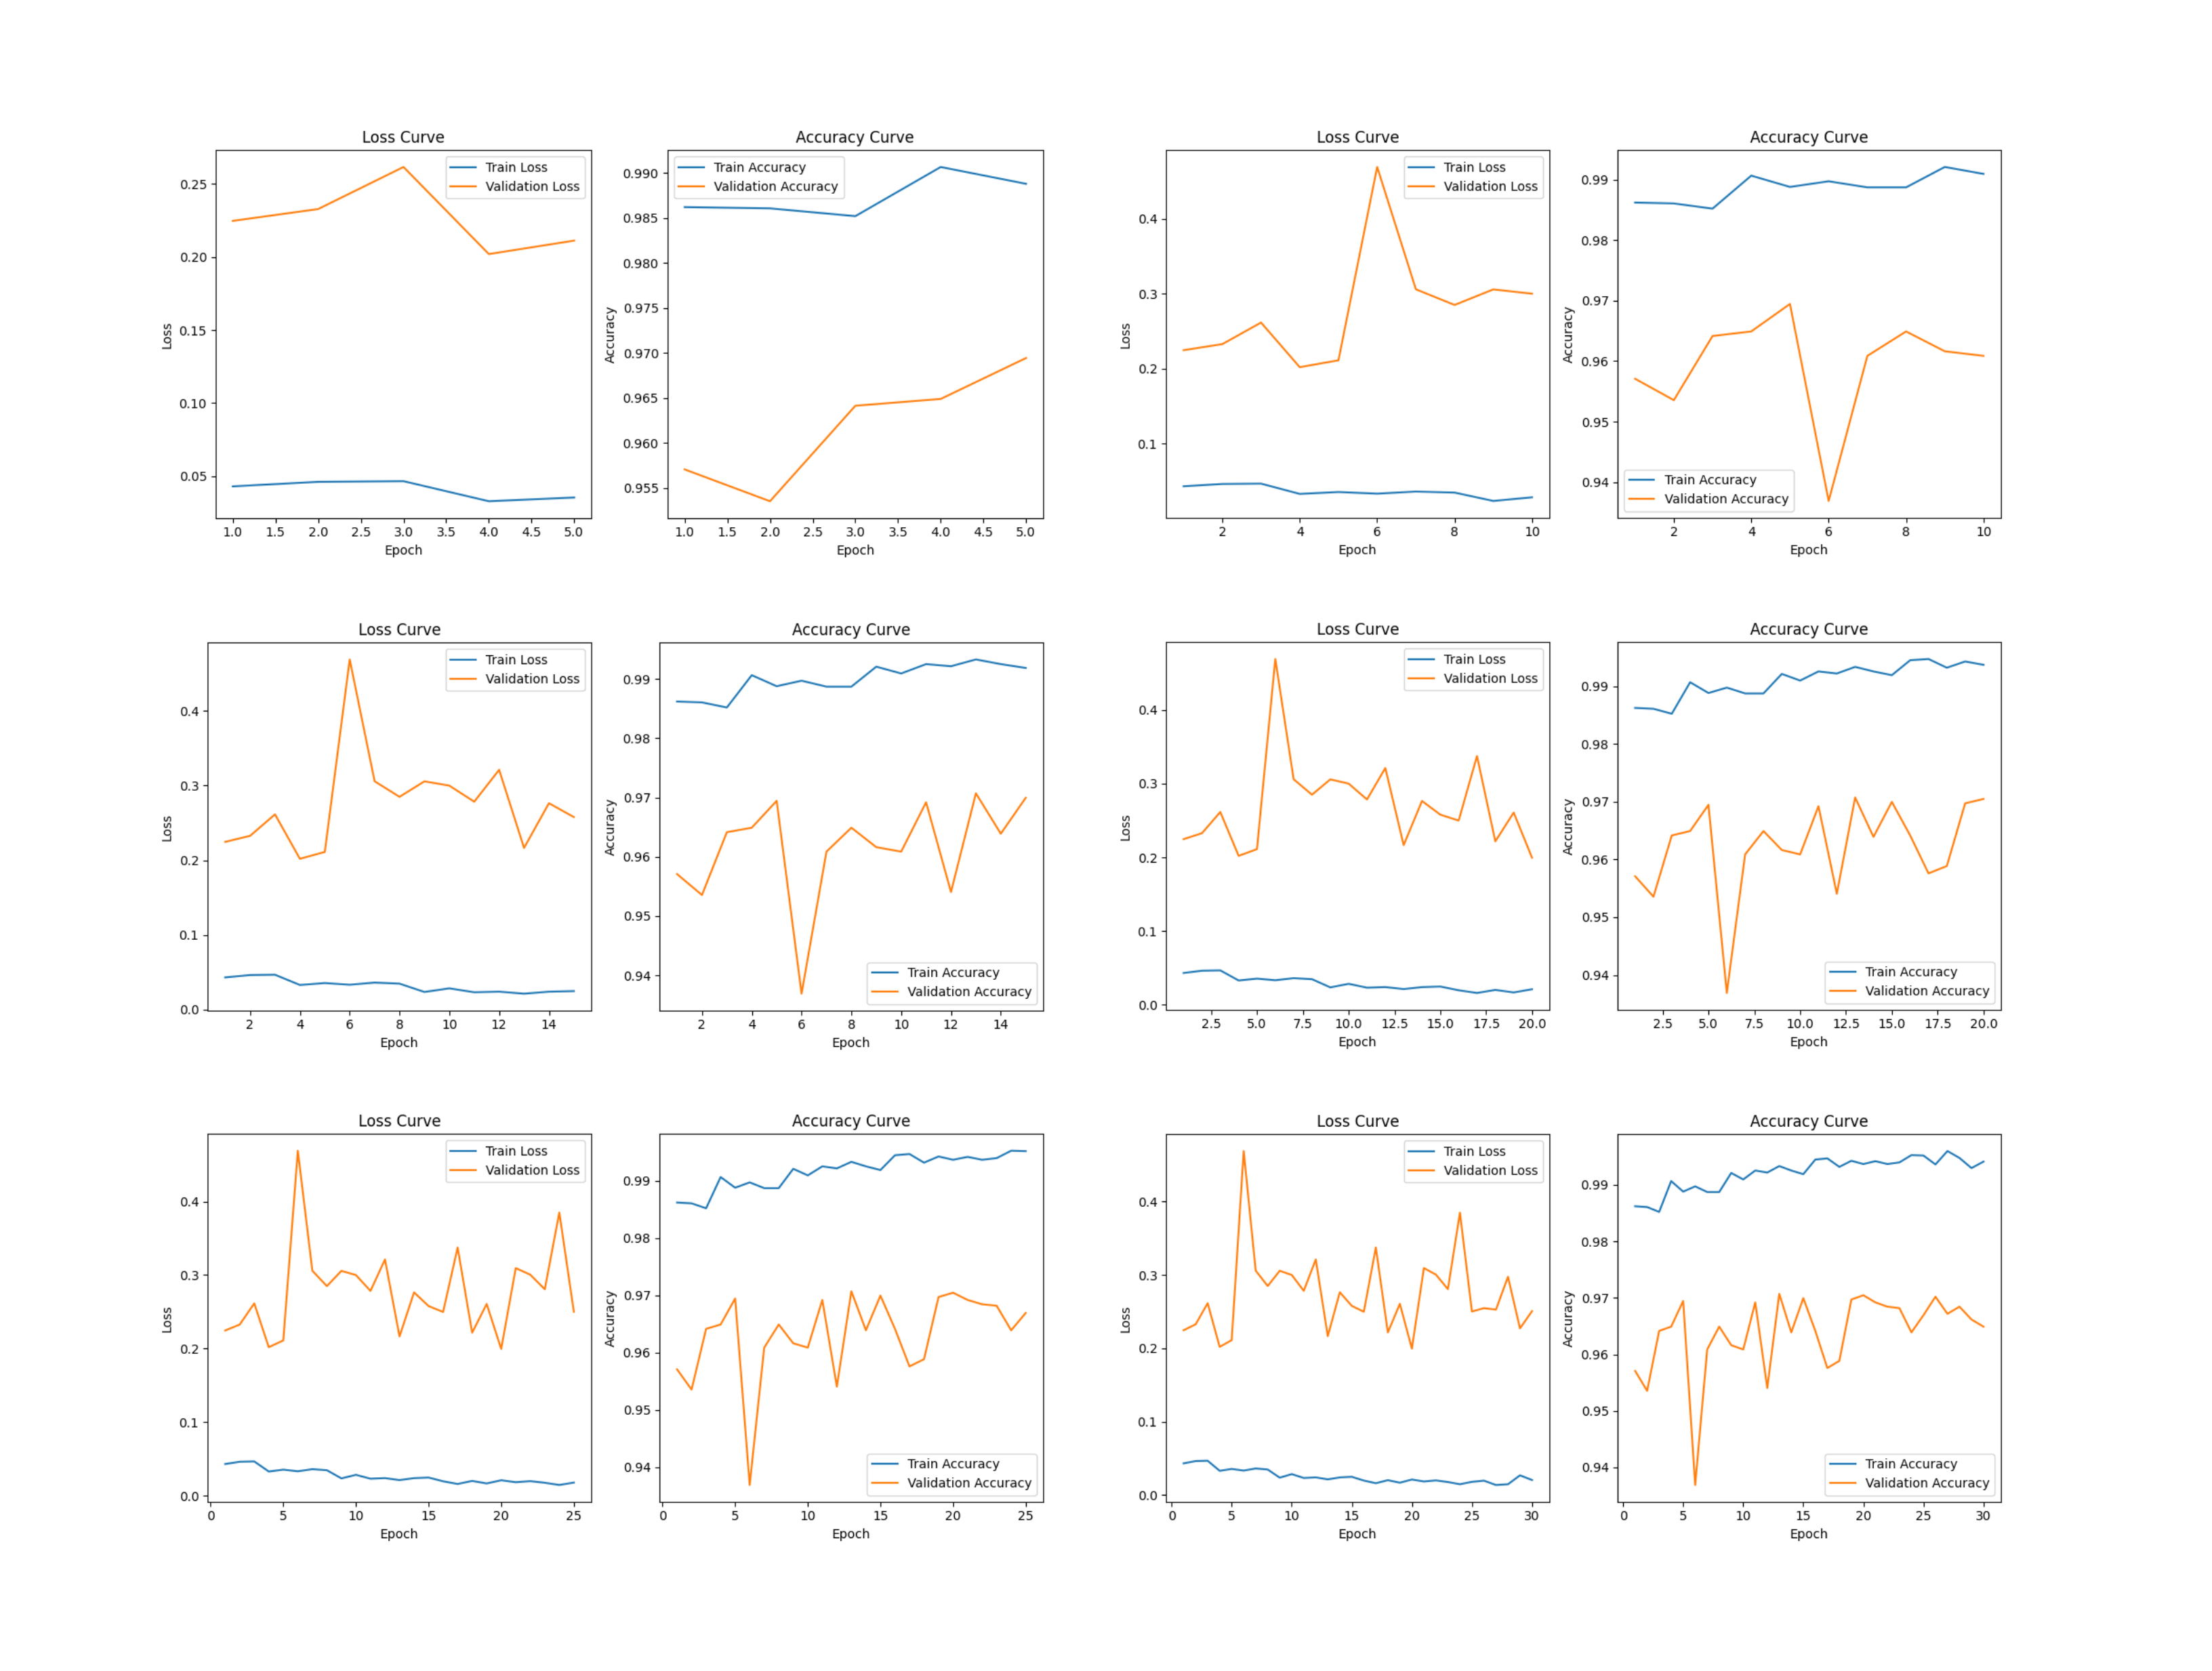 Loss Curve
Train Loss
Validation Loss
0.25
0.20
0.15
0.10
0.05
Loss
1.0 1.5 2.0 2.5 3.0 3.5 4.0 4.5 5.0
Epoch
Accuracy Curve
Train Accuracy
Validation Accuracy
0.990
0.985
0.980
0.975
0.970
0.965
0.960
0.955
Accuracy
1.0 1.5 2.0 2.5 3.0 3.5 4.0 4.5 5.0
Epoch
Loss Curve
Train Loss
Validation Loss
0.4
0.3
0.2
0.1
Loss
2 4 6 8 10
Epoch
Accuracy Curve
0.99
0.98
0.97
0.96
0.95
0.94
Accuracy
Train Accuracy
Validation Accuracy
2 4 6 8 10
Epoch
Loss Curve
Train Loss
Validation Loss
0.4
0.3
0.2
0.1
0.0
Loss
2 4 6 8 10 12 14
Epoch
Accuracy Curve
0.99
0.98
0.97
0.96
0.95
0.94
Accuracy
Train Accuracy
Validation Accuracy
2 4 6 8 10 12 14
Epoch
Loss Curve
Train Loss
Validation Loss
0.4
0.3
0.2
0.1
0.0
Loss
2.5 5.0 7.5 10.0 12.5 15.0 17.5 20.0
Epoch
Accuracy Curve
0.99
0.98
0.97
0.96
0.95
0.94
Accuracy
Train Accuracy
Validation Accuracy
2.5 5.0 7.5 10.0 12.5 15.0 17.5 20.0
Epoch
Loss Curve
Train Loss
Validation Loss
0.4
0.3
0.2
0.1
0.0
Loss
0 5 10 15 20 25
Epoch
Accuracy Curve
0.99
0.98
0.97
0.96
0.95
0.94
Accuracy
Train Accuracy
Validation Accuracy
0 5 10 15 20 25
Epoch
Loss Curve
Train Loss
Validation Loss
0.4
0.3
0.2
0.1
0.0
Loss
0 5 10 15 20 25 30
Epoch
Accuracy Curve
0.99
0.98
0.97
0.96
0.95
0.94
Accuracy
Train Accuracy
Validation Accuracy
0 5 10 15 20 25 30
Epoch